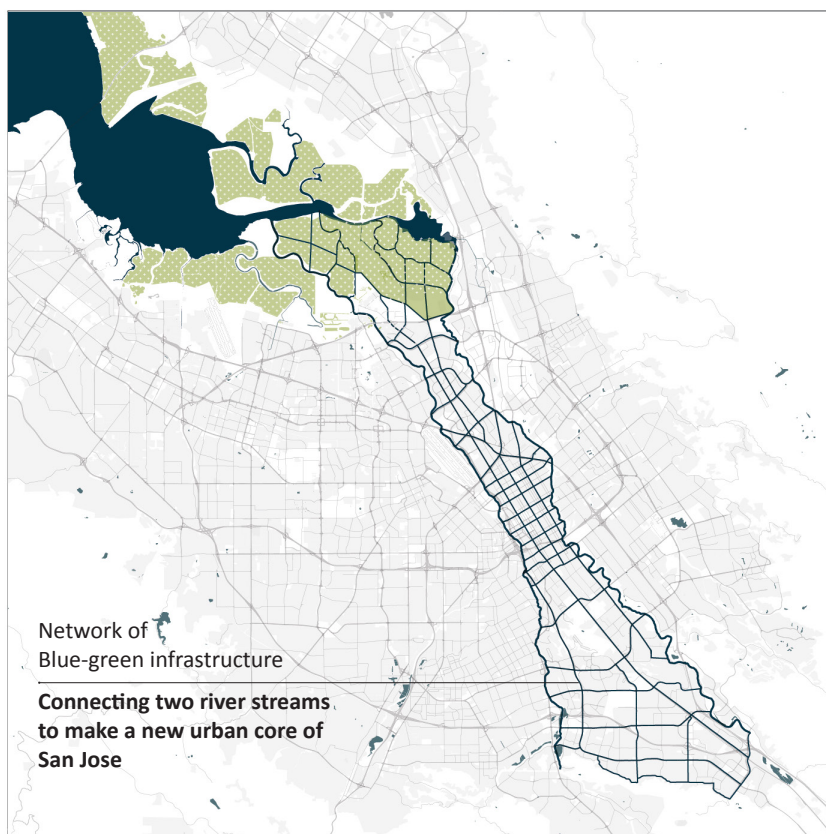 Network of
Blue-green infrastructure
Connecting two river streams
to make a new urban core of
San Jose